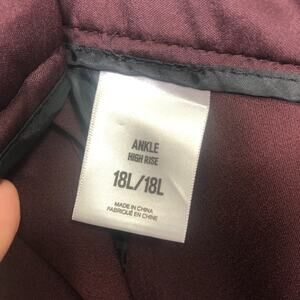 ANKLE
HIGH RISE
18L/18L
MADE IN CHINA
FABRIQUÉ EN CHINE